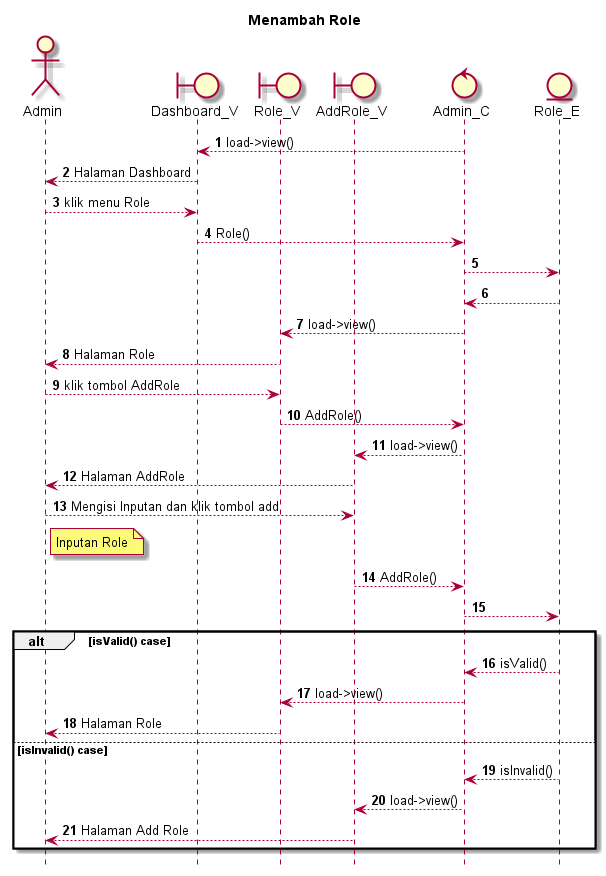 Menambah Role
Admin
Dashboard_V
Role_V
AddRole_V
Admin_C
Role_E
1 load->view()
2 Halaman Dashboard
3 klik menu Role
4 Role()
5
6
7 load->view()
8 Halaman Role
9 klik tombol AddRole
10 AddRole()
11 load->view()
12 Halaman AddRole
13 Mengisi Inputan dan klik tombol add
Inputan Role
14 AddRole()
15
alt [isValid() case]
16 isValid()
17 load->view()
18 Halaman Role
[isInvalid() case]
19 isInvalid()
20 load->view()
21 Halaman Add Role